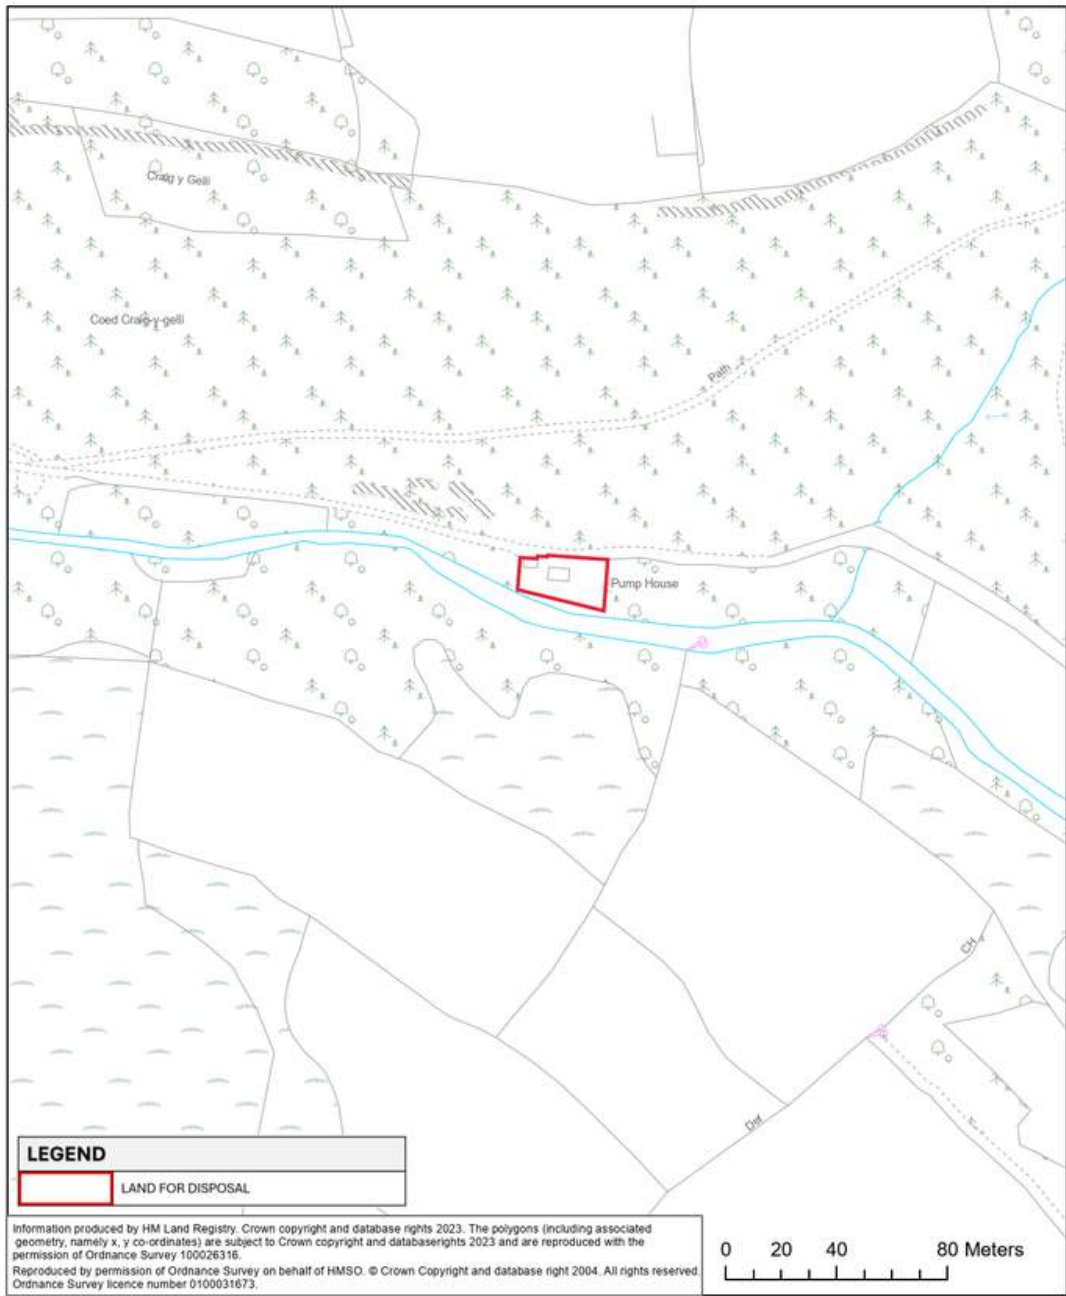 Craig y Gelli
Coed Craig-y-gelli
Path
Pump House
CH
Def
LEGEND
LAND FOR DISPOSAL
Information produced by HM Land Registry. Crown copyright and database rights 2023. The polygons (including associated
geometry, namely x, y co-ordinates) are subject to Crown copyright and databaserights 2023 and are reproduced with the
permission of Ordnance Survey 100026316.
Reproduced by permission of Ordnance Survey on behalf of HMSO. © Crown Copyright and database right 2004. All rights reserved.
Ordnance Survey licence number 0100031673.
0 20 40 80 Meters